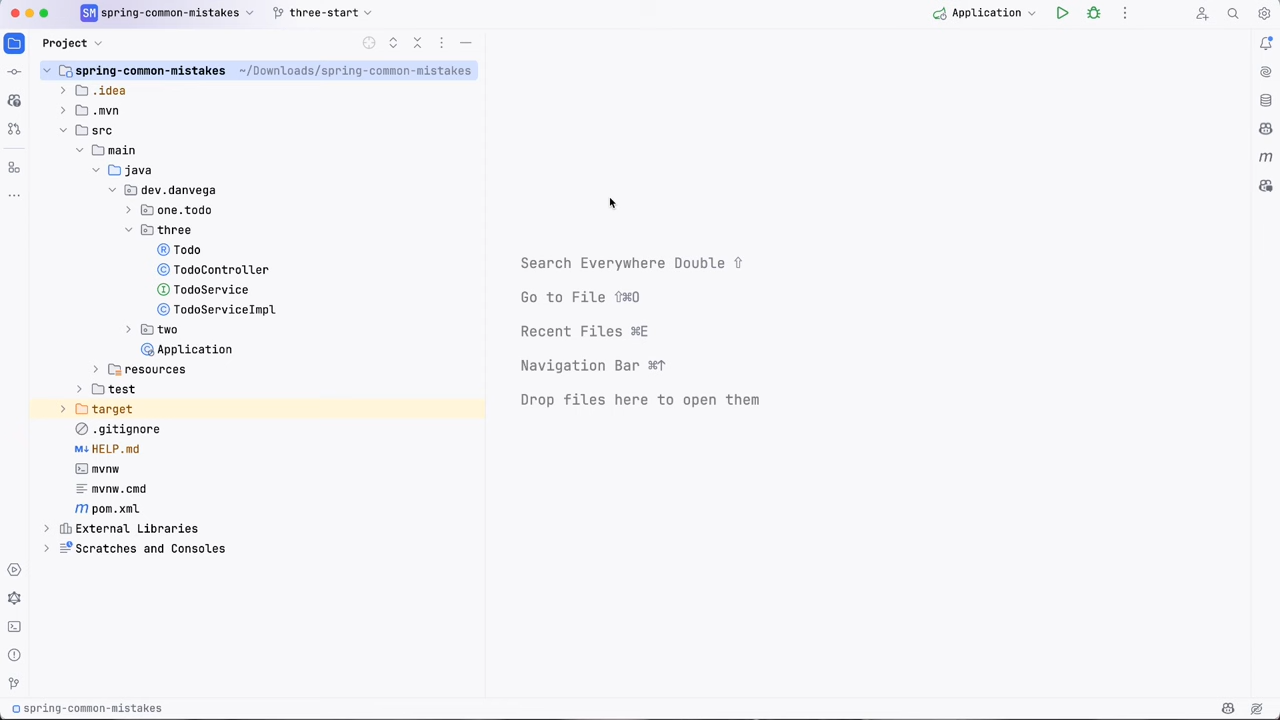 SM spring-common-mistakes
three-start
Application
Project
spring-common-mistakes ~/Downloads/spring-common-mistakes
.idea
.mvn
src
main
java
dev.danvega
one.todo
three
R Todo
C TodoController
I TodoService
C TodoServiceImpl
two
C Application
resources
test
target
.gitignore
M↓ HELP.md
mvnw
mvnw.cmd
m pom.xml
External Libraries
Scratches and Consoles
Search Everywhere Double ⇧
Go to File ⇧⌘O
Recent Files ⌘E
Navigation Bar ⌘↑
Drop files here to open them
m
spring-common-mistakes